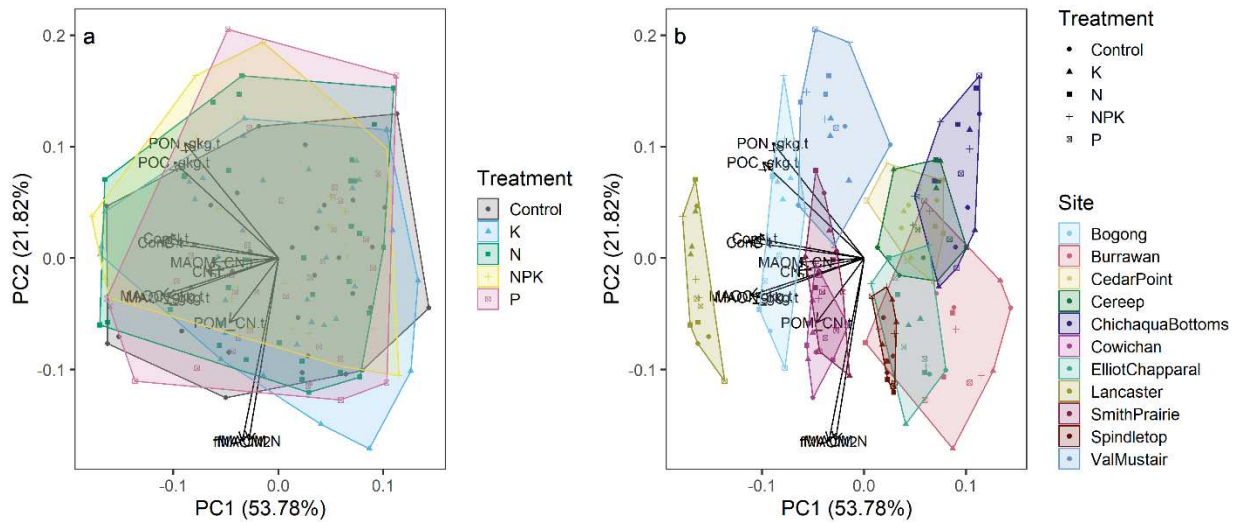 a
PC2 (21.82%)
0.2
0.1
0.0
-0.1
-0.1
0.0
0.1
PC1 (53.78%)
PON_gkg.t
POC_gkg.t
MAOM_CN.t
POM_CN.t
Treatment
Control
K
N
NPK
P
b
PC2 (21.82%)
0.2
0.1
0.0
-0.1
-0.1
0.0
0.1
PC1 (53.78%)
PON_gkg.t
POC_gkg.t
MAOM_CN.t
POM_CN.t
Treatment
Control
K
N
NPK
P
Site
Bogong
Burrawan
CedarPoint
Cereep
ChichaquaBottoms
Cowichan
ElliotChapparal
Lancaster
SmithPrairie
Spindletop
ValMustair